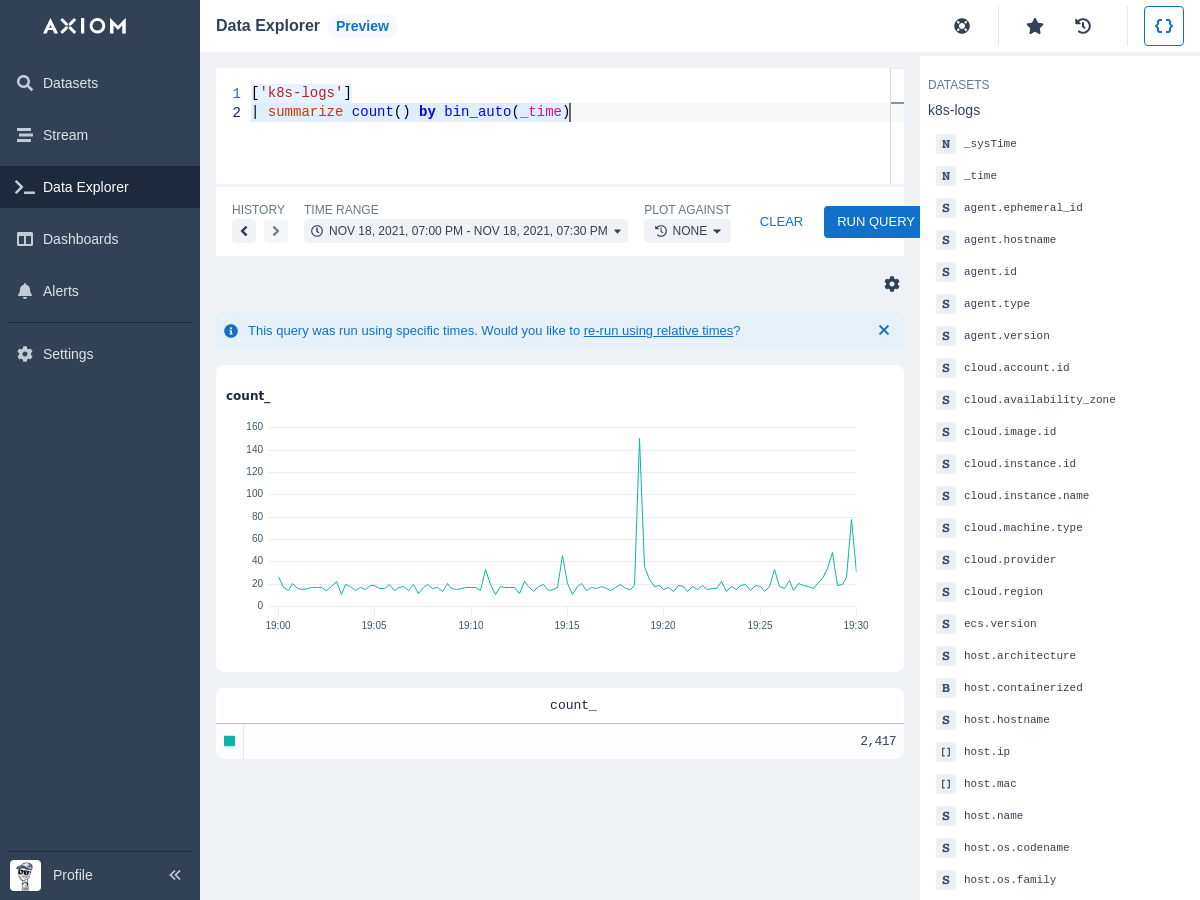 AXIOM
Datasets
Stream
Data Explorer
Dashboards
Alerts
Settings
Profile
Data Explorer Preview
1 ['k8s-logs']
2 | summarize count() by bin_auto(_time)
HISTORY TIME RANGE PLOT AGAINST
NOV 18, 2021, 07:00 PM - NOV 18, 2021, 07:30 PM NONE CLEAR RUN QUERY
This query was run using specific times. Would you like to re-run using relative times?
count_
160
140
120
100
80
60
40
20
0
19:00 19:05 19:10 19:15 19:20 19:25 19:30
count_
2,417
DATASETS
k8s-logs
N _sysTime
N _time
S agent.ephemeral_id
S agent.hostname
S agent.id
S agent.type
S agent.version
S cloud.account.id
S cloud.availability_zone
S cloud.image.id
S cloud.instance.id
S cloud.instance.name
S cloud.machine.type
S cloud.provider
S cloud.region
S ecs.version
S host.architecture
B host.containerized
S host.hostname
[] host.ip
[] host.mac
S host.name
S host.os.codename
S host.os.family